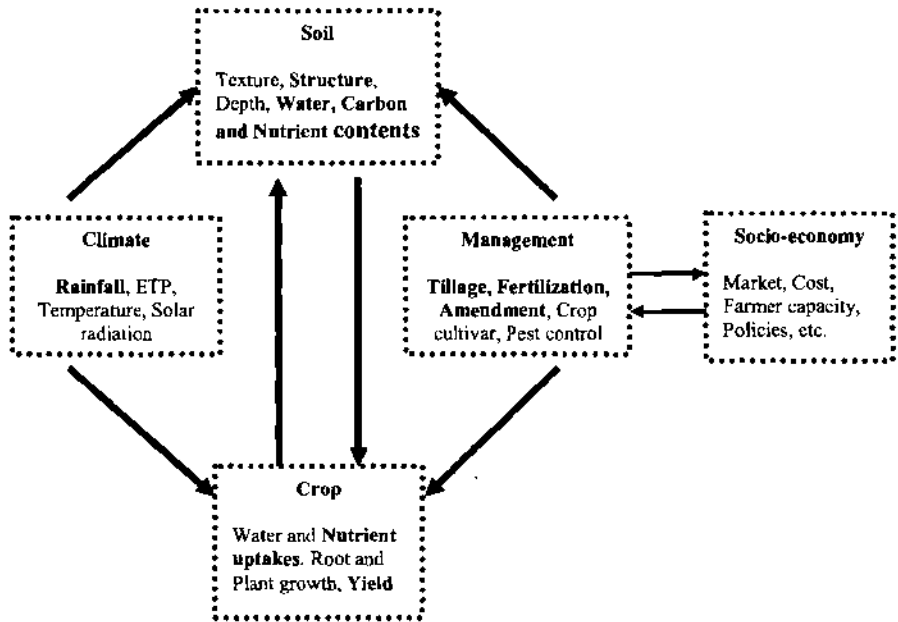 Soil
Texture, Structure,
Depth, Water, Carbon
and Nutrient contents
Climate
Rainfall, ETP,
Temperature, Solar
radiation
Management
Tillage, Fertilization,
Amendment, Crop
cultivar, Pest control
Socio-economy
Market, Cost,
Farmer capacity,
Policies, etc.
Crop
Water and Nutrient
uptakes. Root and
Plant growth, Yield